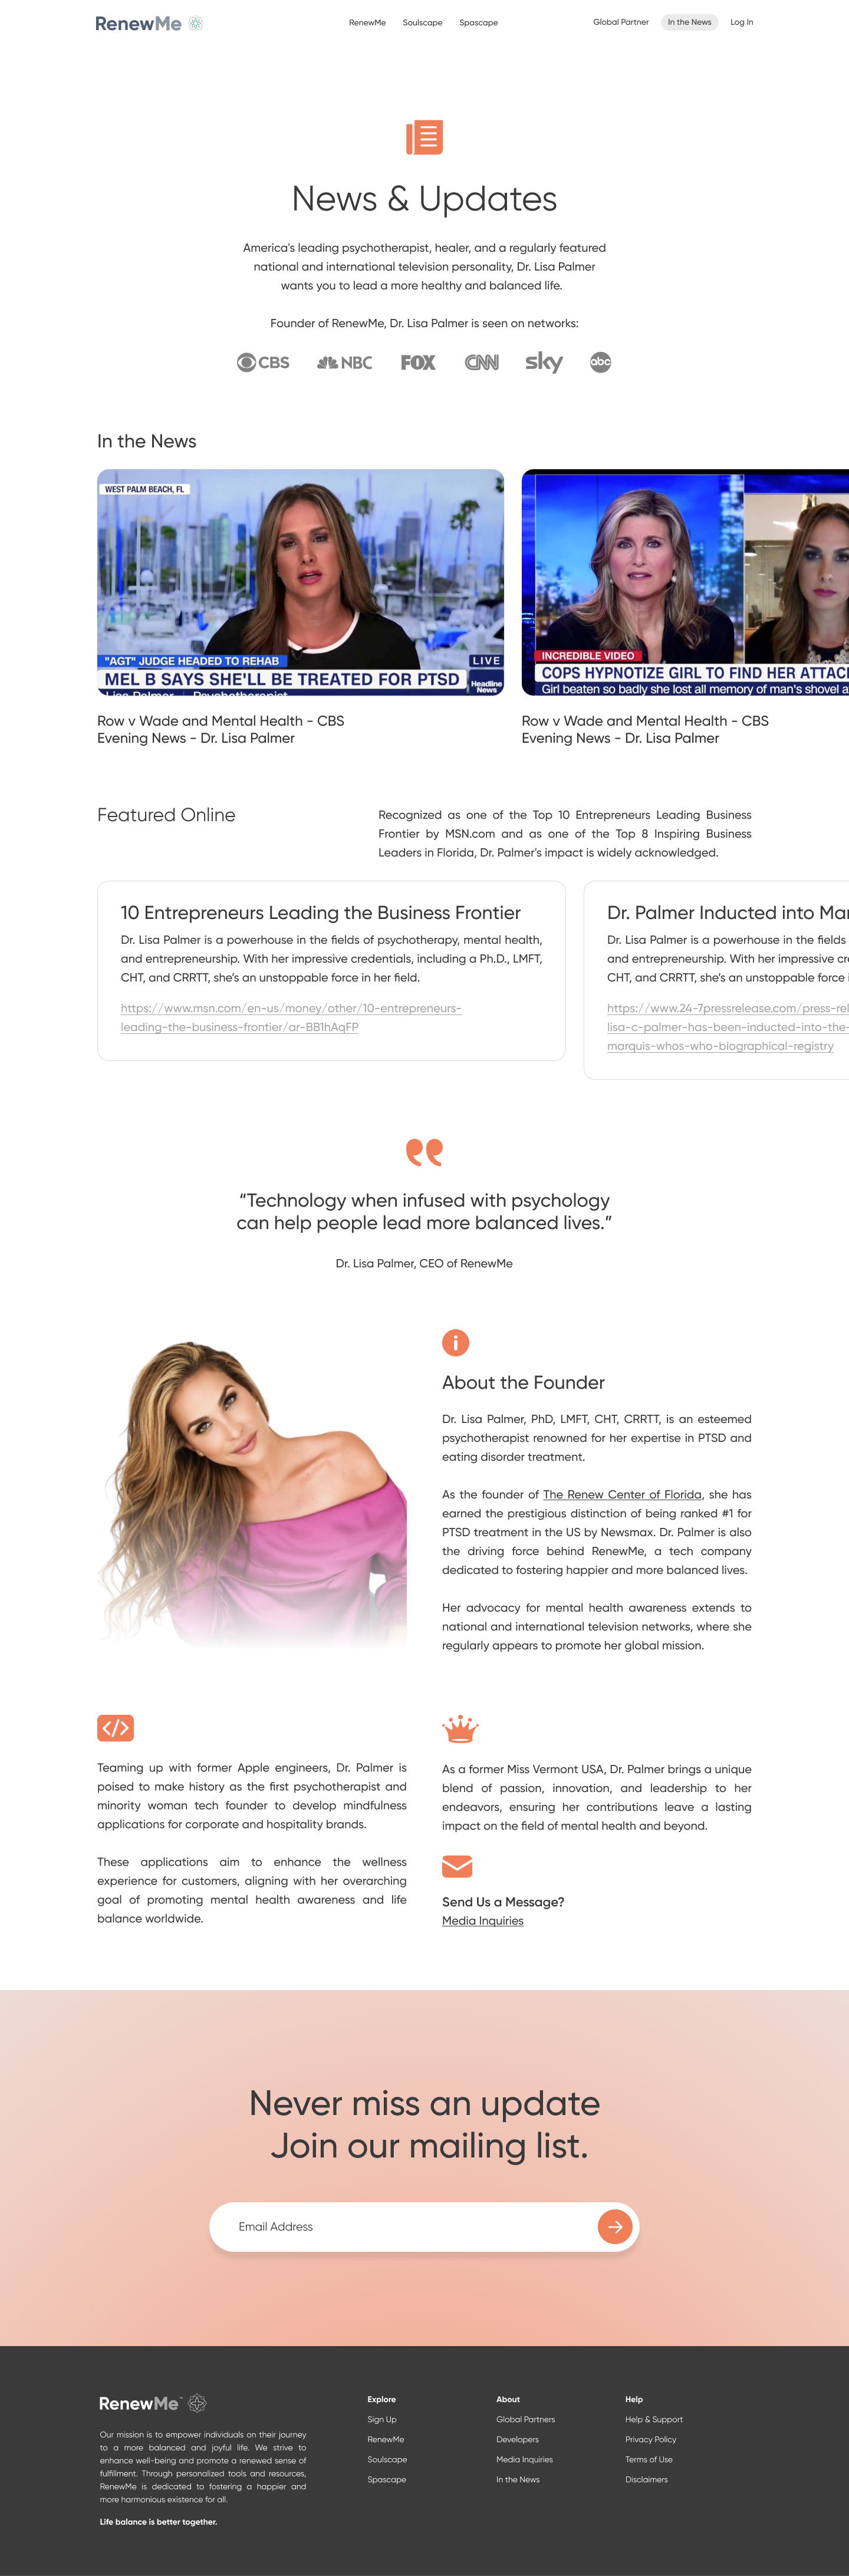 RenewMe
RenewMe Soulscape Spascape
Global Partner In the News Log In
News & Updates
America's leading psychotherapist, healer, and a regularly featured
national and international television personality, Dr. Lisa Palmer
wants you to lead a more healthy and balanced life.
Founder of RenewMe, Dr. Lisa Palmer is seen on networks:
CBS NBC FOX CNN sky abc
In the News
WEST PALM BEACH, FL
"AGT" JUDGE HEADED TO REHAB
LIVE
MEL B SAYS SHE'LL BE TREATED FOR PTSD
Headline
News
Lisa Palmer | Psychotherapist
INCREDIBLE VIDEO
COPS HYPNOTIZE GIRL TO FIND HER ATTAC
Girl beaten so badly she lost all memory of man's shovel a
Row v Wade and Mental Health - CBS
Evening News - Dr. Lisa Palmer
Row v Wade and Mental Health - CBS
Evening News - Dr. Lisa Palmer
Featured Online
Recognized as one of the Top 10 Entrepreneurs Leading Business
Frontier by MSN.com and as one of the Top 8 Inspiring Business
Leaders in Florida, Dr. Palmer's impact is widely acknowledged.
10 Entrepreneurs Leading the Business Frontier
Dr. Lisa Palmer is a powerhouse in the fields of psychotherapy, mental health,
and entrepreneurship. With her impressive credentials, including a Ph.D., LMFT,
CHT, and CRRTT, she's an unstoppable force in her field.
https://www.msn.com/en-us/money/other/10-entrepreneurs-
leading-the-business-frontier/ar-BB1hAqFP
Dr. Palmer Inducted into Mar
Dr. Lisa Palmer is a powerhouse in the fields
and entrepreneurship. With her impressive cre
CHT, and CRRTT, she's an unstoppable force i
https://www.24-7pressrelease.com/press-rel
lisa-c-palmer-has-been-inducted-into-the-
marquis-whos-who-biographical-registry
“Technology when infused with psychology
can help people lead more balanced lives.”
Dr. Lisa Palmer, CEO of RenewMe
About the Founder
Dr. Lisa Palmer, PhD, LMFT, CHT, CRRTT, is an esteemed
psychotherapist renowned for her expertise in PTSD and
eating disorder treatment.
As the founder of The Renew Center of Florida, she has
earned the prestigious distinction of being ranked #1 for
PTSD treatment in the US by Newsmax. Dr. Palmer is also
the driving force behind RenewMe, a tech company
dedicated to fostering happier and more balanced lives.
Her advocacy for mental health awareness extends to
national and international television networks, where she
regularly appears to promote her global mission.
Teaming up with former Apple engineers, Dr. Palmer is
poised to make history as the first psychotherapist and
minority woman tech founder to develop mindfulness
applications for corporate and hospitality brands.
These applications aim to enhance the wellness
experience for customers, aligning with her overarching
goal of promoting mental health awareness and life
balance worldwide.
As a former Miss Vermont USA, Dr. Palmer brings a unique
blend of passion, innovation, and leadership to her
endeavors, ensuring her contributions leave a lasting
impact on the field of mental health and beyond.
Send Us a Message?
Media Inquiries
Never miss an update
Join our mailing list.
Email Address
RenewMe
Our mission is to empower individuals on their journey
to a more balanced and joyful life. We strive to
enhance well-being and promote a renewed sense of
fulfillment. Through personalized tools and resources,
RenewMe is dedicated to fostering a happier and
more harmonious existence for all.
Life balance is better together.
Explore
Sign Up
RenewMe
Soulscape
Spascape
About
Global Partners
Developers
Media Inquiries
In the News
Help
Help & Support
Privacy Policy
Terms of Use
Disclaimers